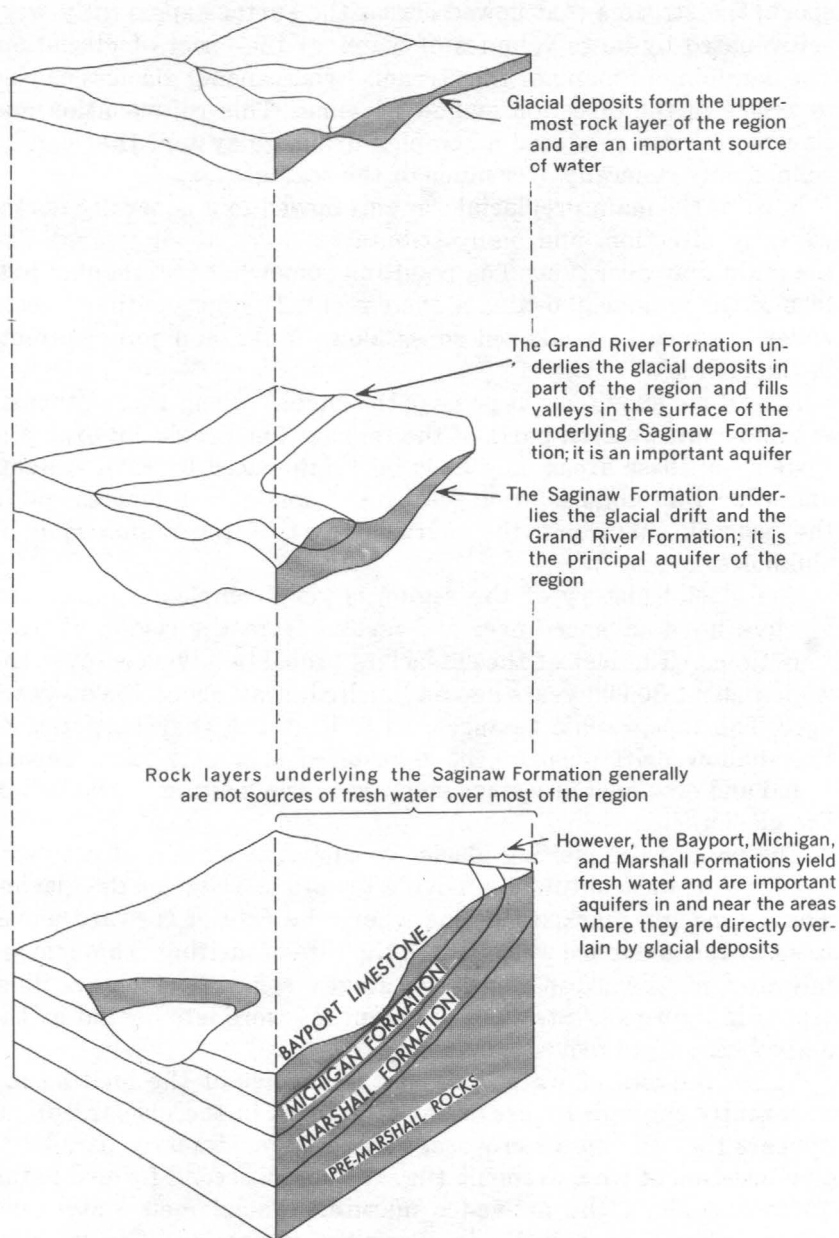 Glacial deposits form the upper-
most rock layer of the region
and are an important source
of water
The Grand River Formation un-
derlies the glacial deposits in
part of the region and fills
valleys in the surface of the
underlying Saginaw Forma-
tion; it is an important aquifer
The Saginaw Formation under-
lies the glacial drift and the
Grand River Formation; it is
the principal aquifer of the
region
Rock layers underlying the Saginaw Formation generally
are not sources of freshwater over most of the region
However, the Bayport, Michigan,
and Marshall Formations yield
fresh water and are important
aquifers in and near the areas
where they are directly over-
lain by glacial deposits
BAYPORT LIMESTONE
MICHIGAN FORMATION
MARSHALL FORMATION
PRE-MARSHALL ROCKS